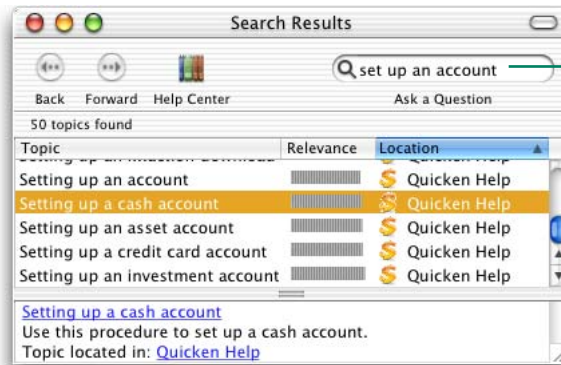 Search Results
set up an account
Back Forward Help Center Ask a Question
50 topics found
Topic Relevance Location
Setting up an account Quicken Help
Setting up a cash account Quicken Help
Setting up an asset account Quicken Help
Setting up a credit card account Quicken Help
Setting up an investment account Quicken Help
Setting up a cash account
Use this procedure to set up a cash account.
Topic located in: Quicken Help